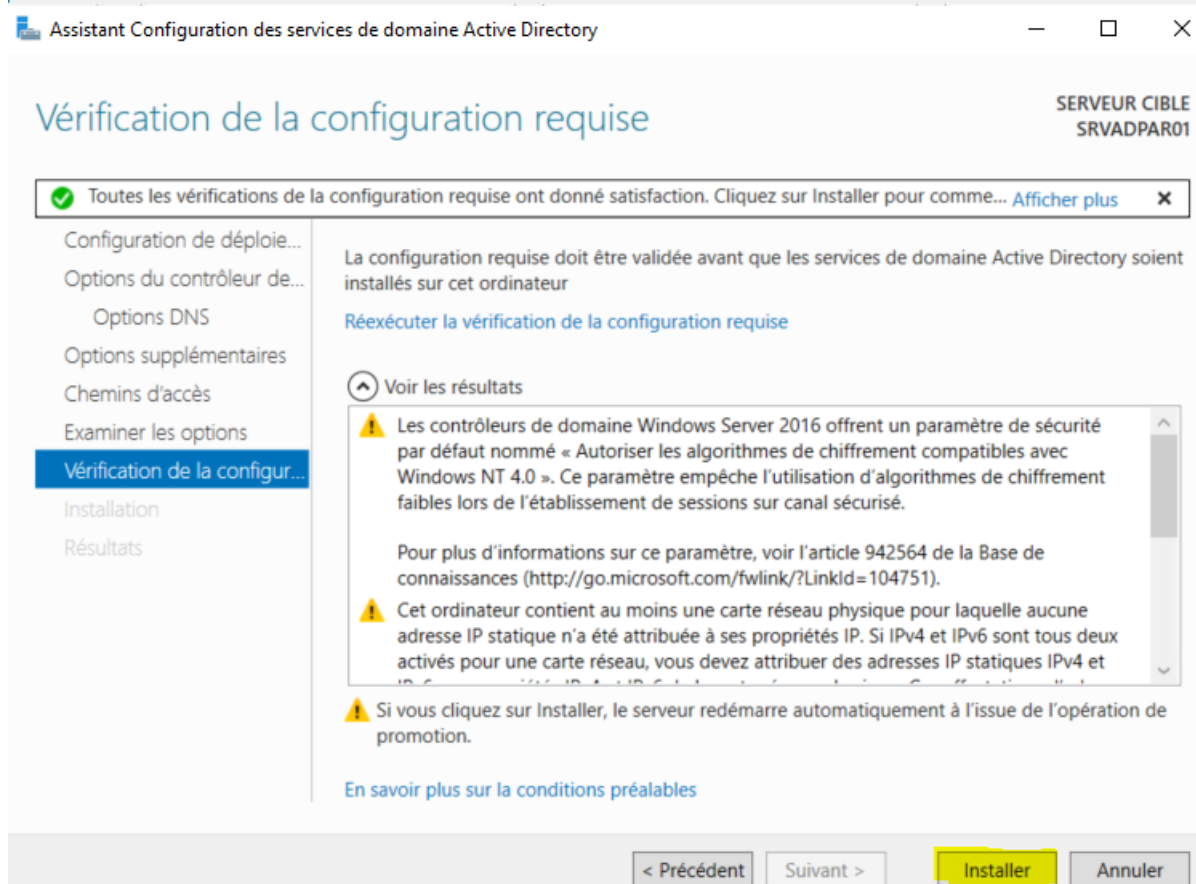 Assistant Configuration des services de domaine Active Directory
Vérification de la configuration requise
SERVEUR CIBLE
SRVADPAR01
Toutes les vérifications de la configuration requise ont donné satisfaction. Cliquez sur Installer pour comme... Afficher plus
Configuration de déploie...
Options du contrôleur de...
Options DNS
Options supplémentaires
Chemins d'accès
Examiner les options
Vérification de la configur...
Installation
Résultats
La configuration requise doit être validée avant que les services de domaine Active Directory soient
installés sur cet ordinateur
Réexécuter la vérification de la configuration requise
Voir les résultats
Les contrôleurs de domaine Windows Server 2016 offrent un paramètre de sécurité
par défaut nommé « Autoriser les algorithmes de chiffrement compatibles avec
Windows NT 4.0 ». Ce paramètre empêche l'utilisation d'algorithmes de chiffrement
faibles lors de l'établissement de sessions sur canal sécurisé.
Pour plus d'informations sur ce paramètre, voir l'article 942564 de la Base de
connaissances (http://go.microsoft.com/fwlink/?LinkId=104751).
Cet ordinateur contient au moins une carte réseau physique pour laquelle aucune
adresse IP statique n'a été attribuée à ses propriétés IP. Si IPv4 et IPv6 sont tous deux
activés pour une carte réseau, vous devez attribuer des adresses IP statiques IPv4 et
Si vous cliquez sur Installer, le serveur redémarre automatiquement à l'issue de l'opération de
promotion.
En savoir plus sur la conditions préalables
< Précédent
Suivant >
Installer
Annuler